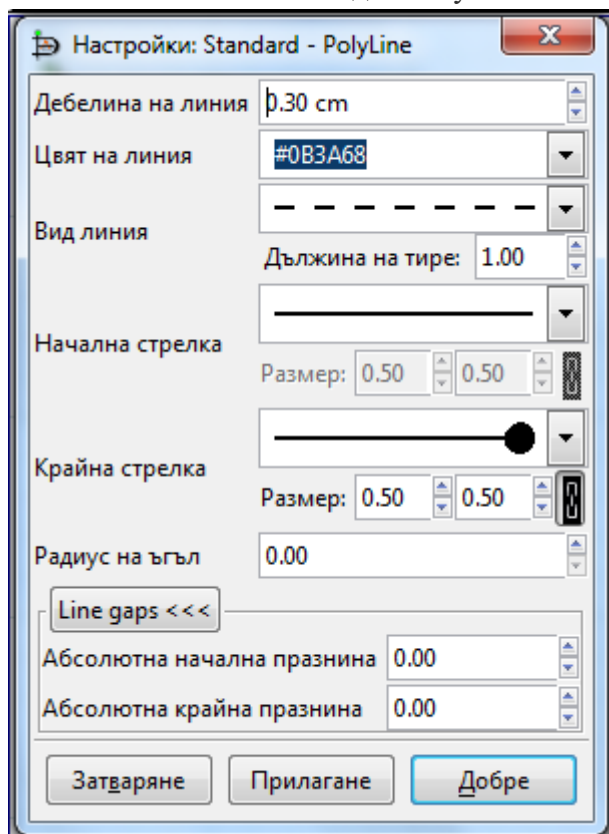 Настройки: Standard - PolyLine
Дебелина на линия 0.30 cm
Цвят на линия #0B3A68
Вид линия
Дължина на тире: 1.00
Начална стрелка
Размер: 0.50 0.50
Крайна стрелка
Размер: 0.50 0.50
Радиус на ъгъл 0.00
Line gaps <<<
Абсолютна начална празнина 0.00
Абсолютна крайна празнина 0.00
Затваряне Прилагане Добре